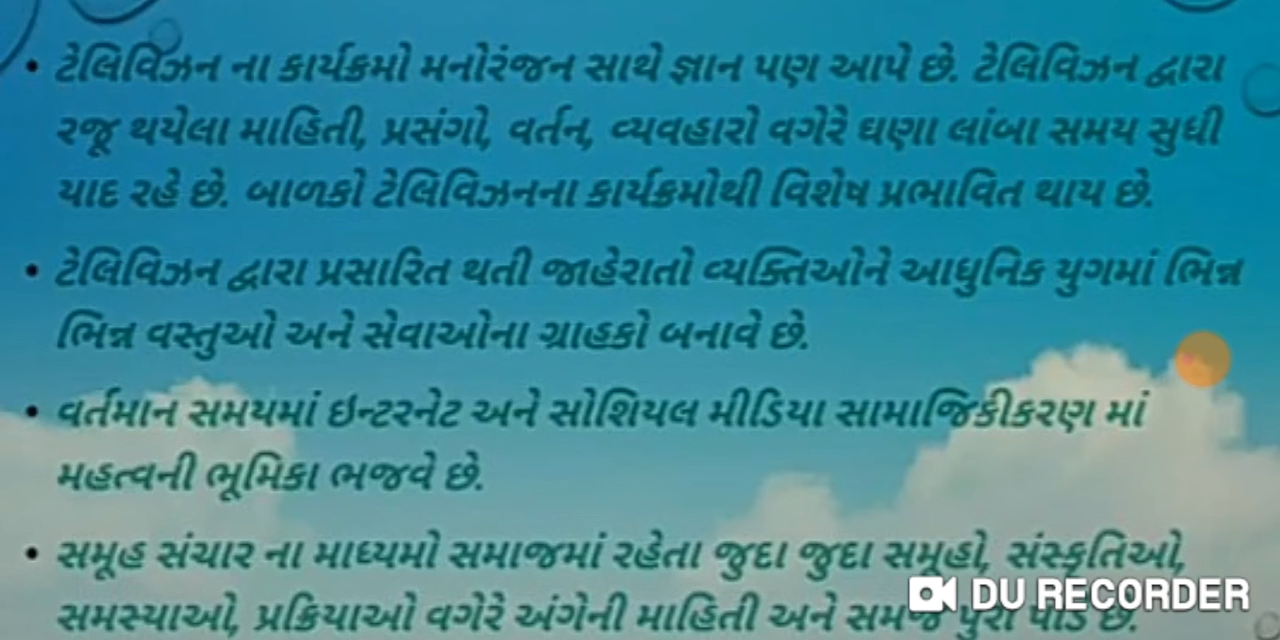 • ટેલિવિઝન ના કાર્યક્રમો મનોરંજન સાથે જ્ઞાન પણ આપે છે. ટેલિવિઝન દ્વારા
રજૂ થયેલા માહિતી, પ્રસંગો, વર્તન, વ્યવહારો વગેરે ઘણા લાંબા સમય સુધી
યાદ રહે છે. બાળકો ટેલિવિઝનના કાર્યક્રમોથી વિશેષ પ્રભાવિત થાય છે.
• ટેલિવિઝન દ્વારા પ્રસારિત થતી જાહેરાતો વ્યક્તિઓને આધુનિક યુગમાં ભિન્ન
ભિન્ન વસ્તુઓ અને સેવાઓના ગ્રાહકો બનાવે છે.
• વર્તમાન સમયમાં ઇન્ટરનેટ અને સોશિયલ મીડિયા સામાજિકીકરણ માં
મહત્વની ભૂમિકા ભજવે છે.
• સમૂહ સંચાર ના માધ્યમો સમાજમાં રહેતા જુદા જુદા સમૂહો, સંસ્કૃતિઓ,
સમસ્યાઓ, પ્રક્રિયાઓ વગેરે અંગેની માહિતી અને સમજ પુરી પાડે છે.
DU RECORDER